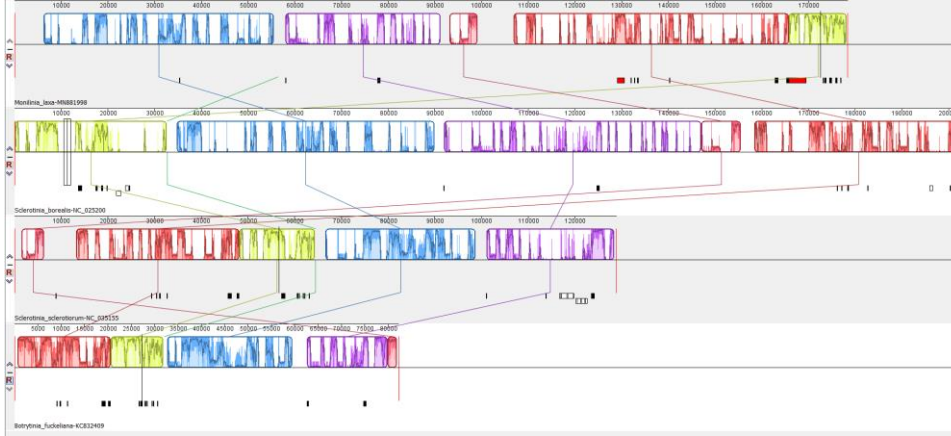 10000 20000 30000 40000 50000 60000 70000 80000 90000 100000 110000 120000 130000 140000 150000 160000 170000
R
Monilinia_laxa-MN881998
10000 20000 30000 40000 50000 60000 70000 80000 90000 100000 110000 120000 130000 140000 150000 160000 170000 180000 190000
R
Sclerotinia_borealis-NC_025200
10000 20000 30000 40000 50000 60000 70000 80000 90000 100000 110000 120000
R
Sclerotinia_sclerotiorum-NC_035155
5000 10000 15000 20000 25000 30000 35000 40000 45000 50000 55000 60000 65000 70000 75000 80000
R
Botrytinia_fuckeliana-KC832409